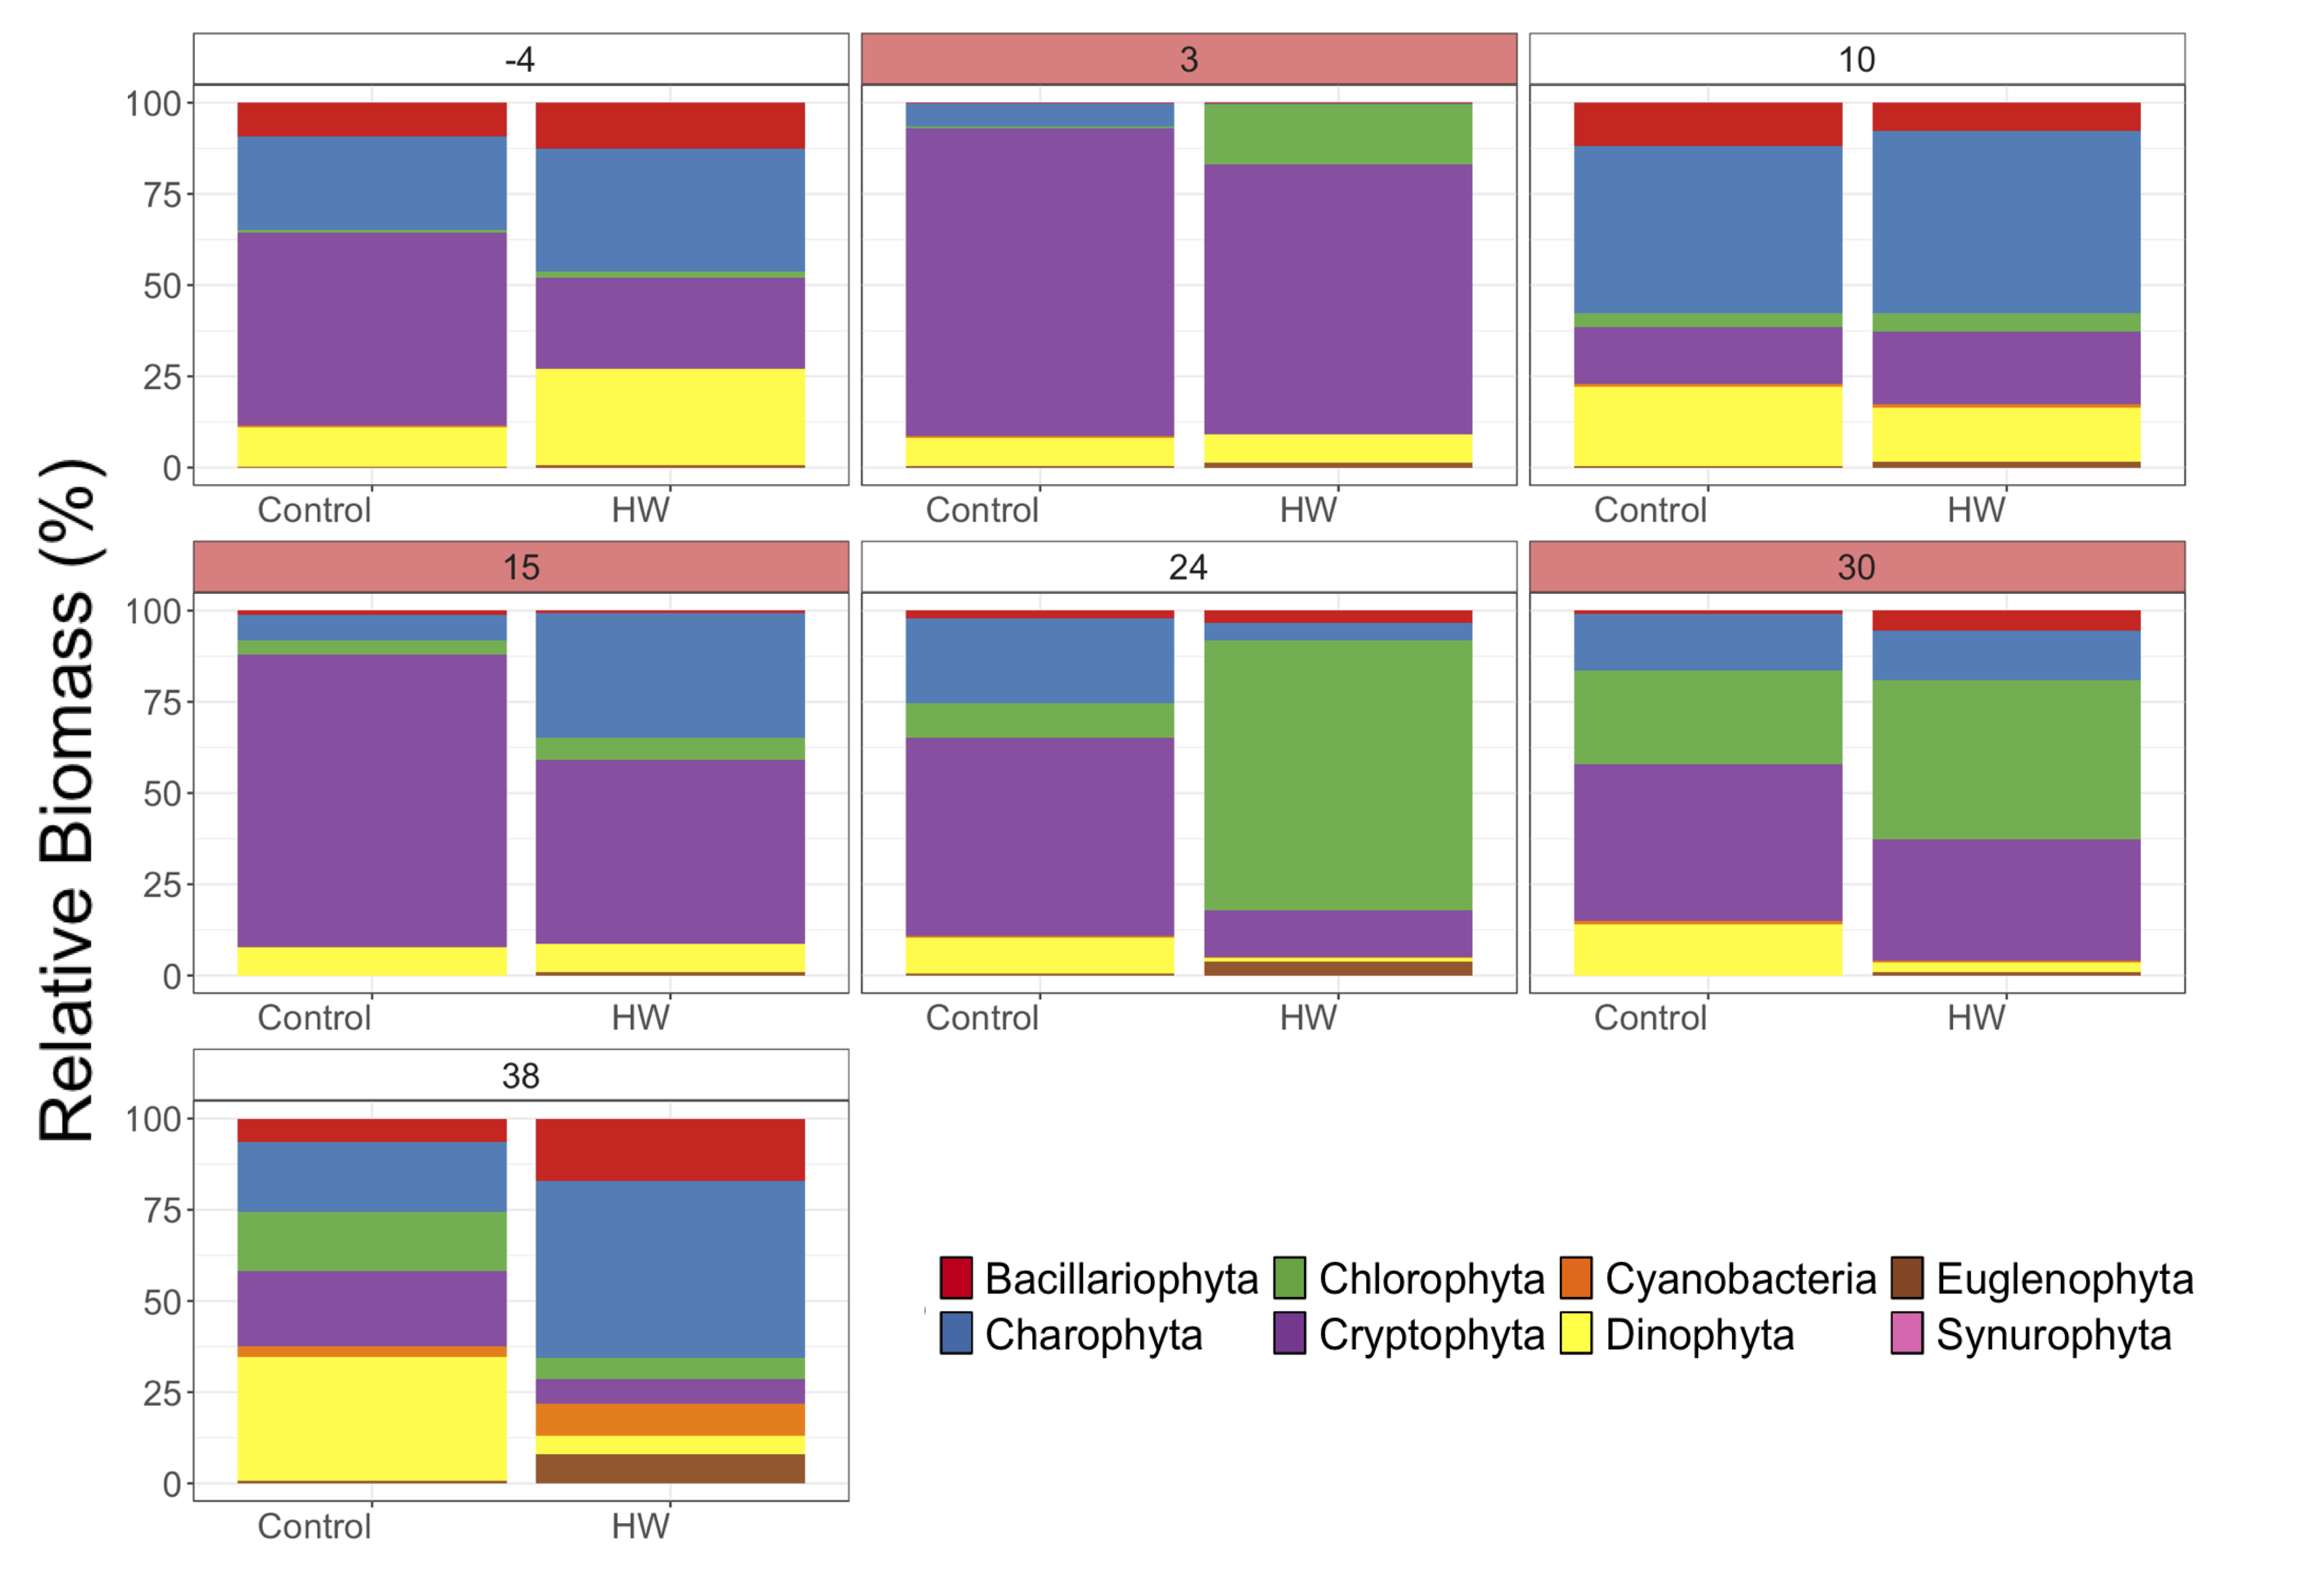 Relative Biomass (%)
-4 3 10
100
75
50
25
0
Control HW Control HW Control HW
15 24 30
100
75
50
25
0
Control HW Control HW Control HW
38
100
75
50
25
0
Control HW
Bacillariophyta Chlorophyta Cyanobacteria Euglenophyta
Charophyta Cryptophyta Dinophyta Synurophyta